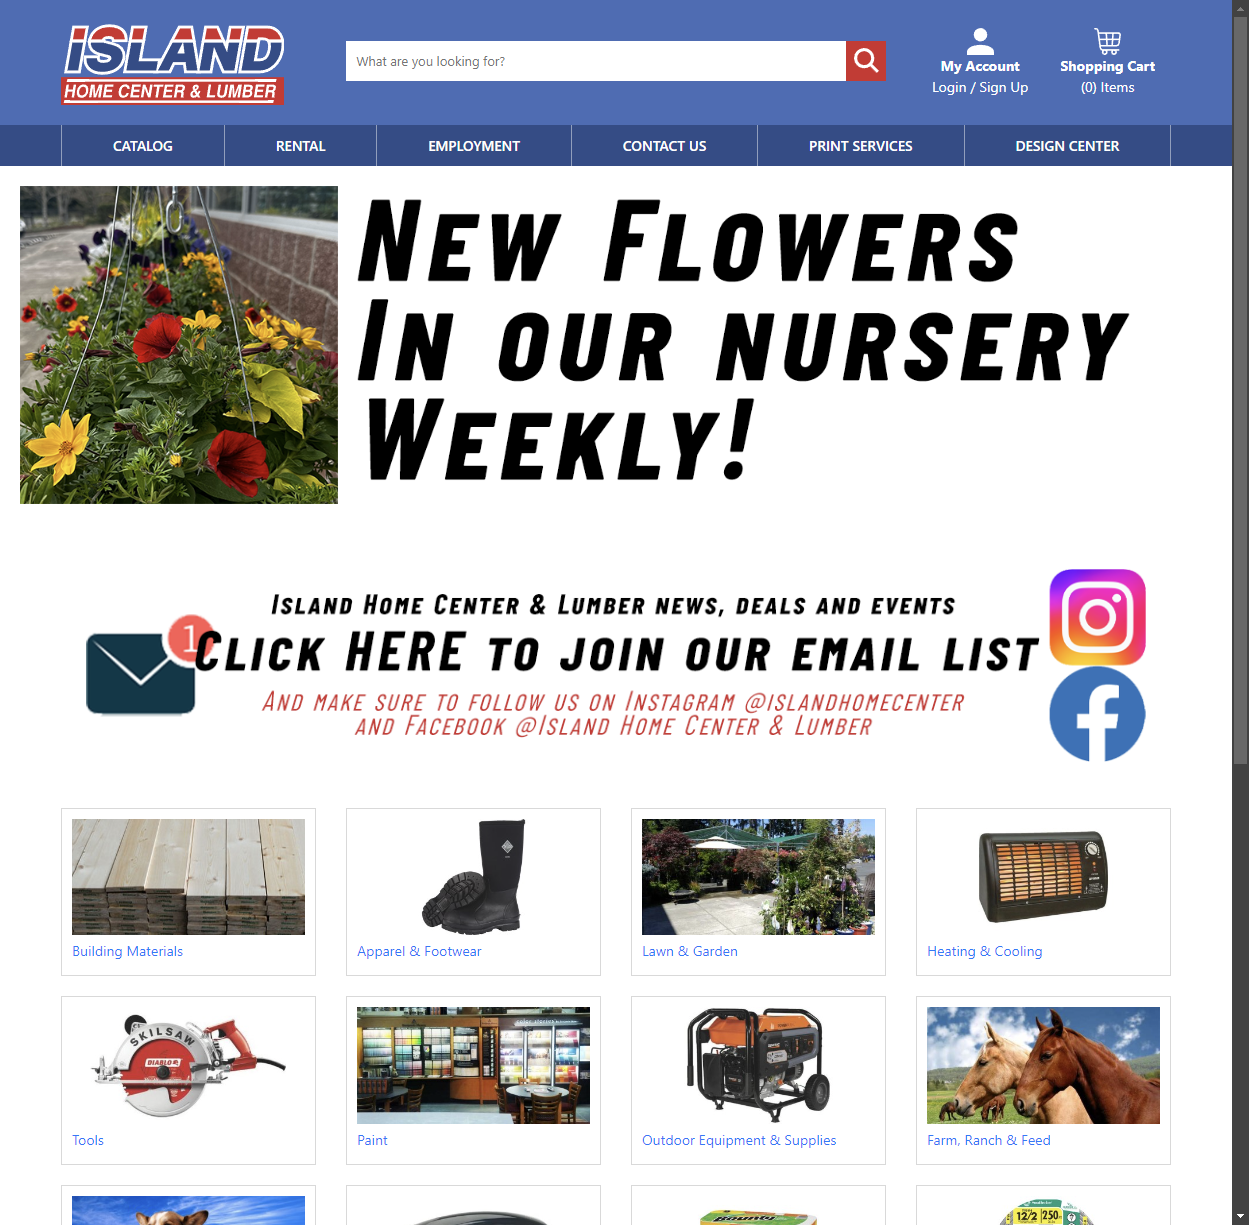 ISLAND
HOME CENTER & LUMBER
What are you looking for?
My Account
Login / Sign Up
Shopping Cart
(0) Items
CATALOG
RENTAL
EMPLOYMENT
CONTACT US
PRINT SERVICES
DESIGN CENTER
New Flowers
In our nursery
Weekly!
Island Home Center & Lumber news, deals and events
1
Click HERE to join our email list
And make sure to follow us on Instagram @islandhomecenter
and Facebook @Island Home Center & Lumber
Building Materials
Apparel & Footwear
Lawn & Garden
Heating & Cooling
SKILSAW
DIABLO
Tools
Paint
Outdoor Equipment & Supplies
Farm, Ranch & Feed
Bounty
12/2 250